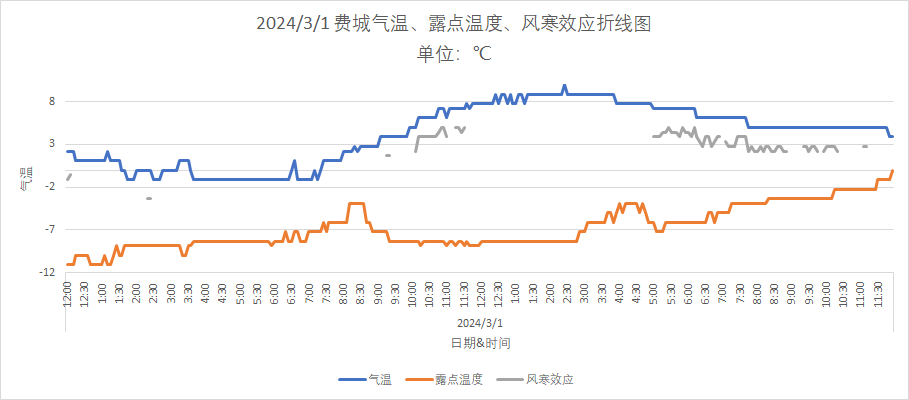 2024/3/1 费城气温、露点温度、风寒效应折线图
单位：℃
气温
8
3
-2
-7
-12
12:00 12:30 1:00 1:30 2:00 2:30 3:00 3:30 4:00 4:30 5:00 5:30 6:00 6:30 7:00 7:30 8:00 8:30 9:00 9:30 10:00 10:30 11:00 11:30 12:00 12:30 1:00 1:30 2:00 2:30 3:00 3:30 4:00 4:30 5:00 5:30 6:00 6:30 7:00 7:30 8:00 8:30 9:00 9:30 10:00 10:30 11:00 11:30
2024/3/1
日期&时间
气温 露点温度 风寒效应